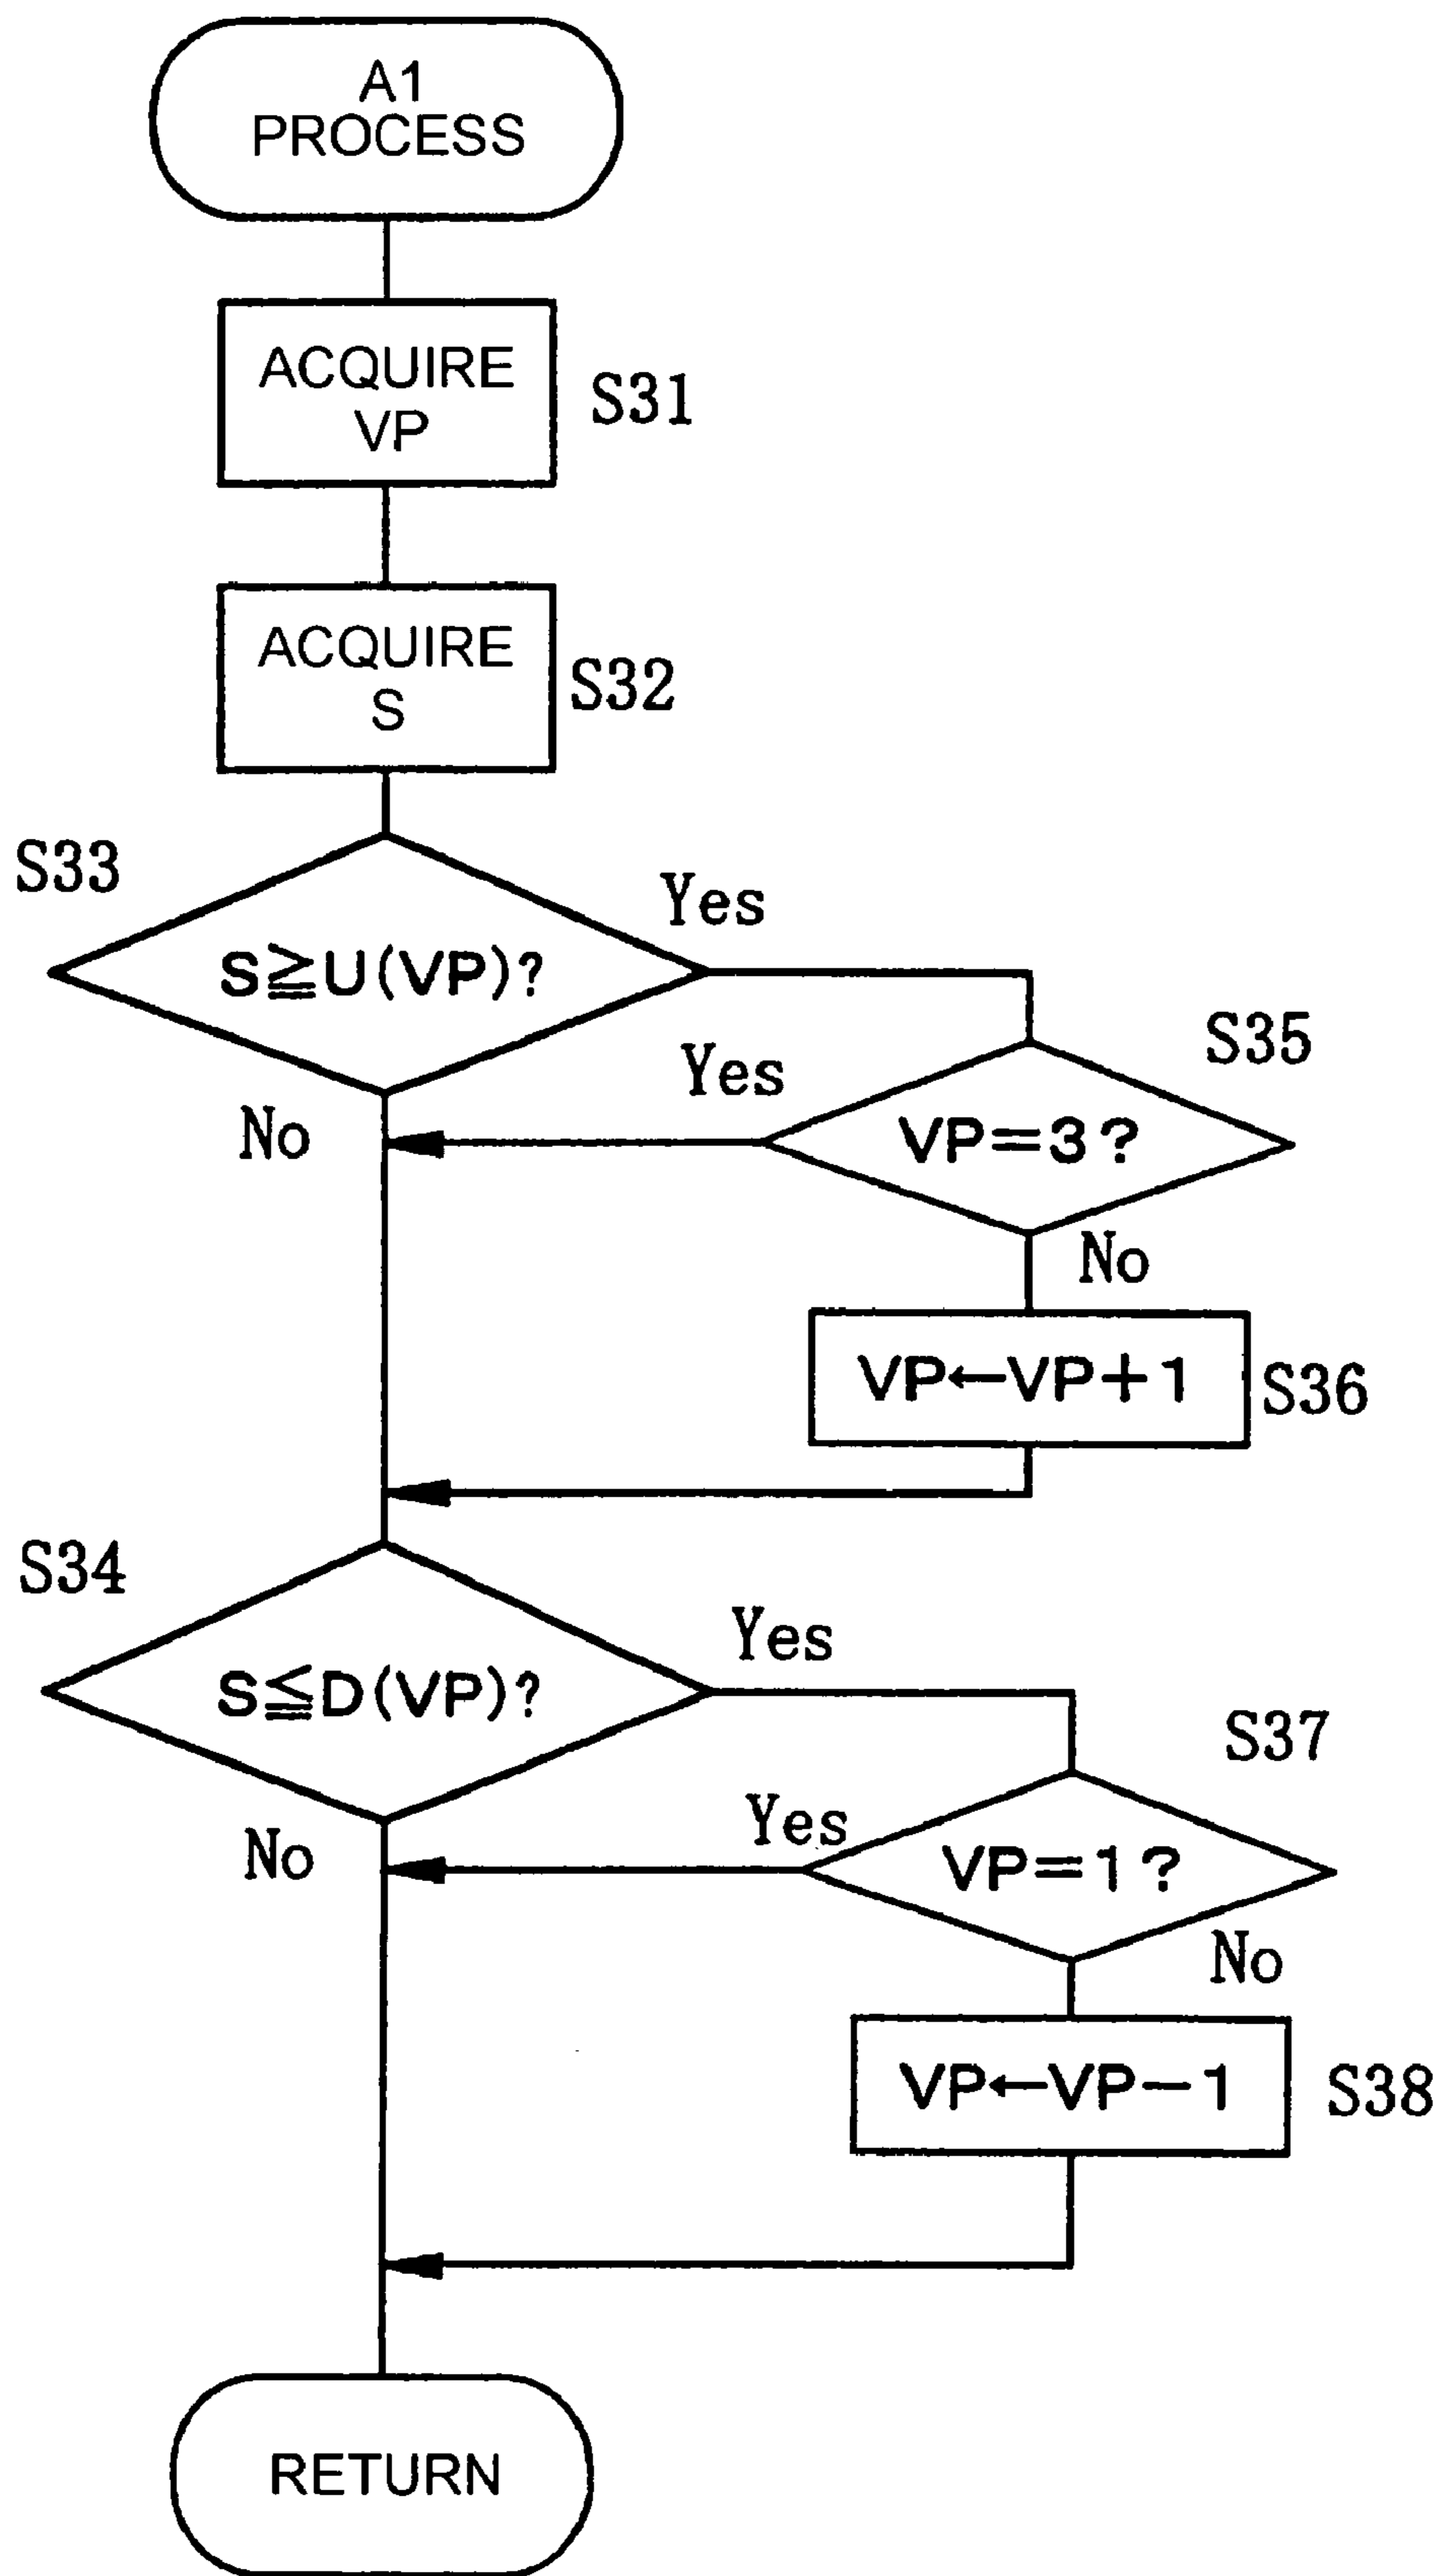 A1
PROCESS
ACQUIRE
VP
S31
ACQUIRE
S
S32
S33
S≧U(VP)?
Yes
No
S35
VP=3?
Yes
No
VP←VP+1
S36
S34
S≦D(VP)?
Yes
No
S37
VP=1?
Yes
No
VP←VP−1
S38
RETURN